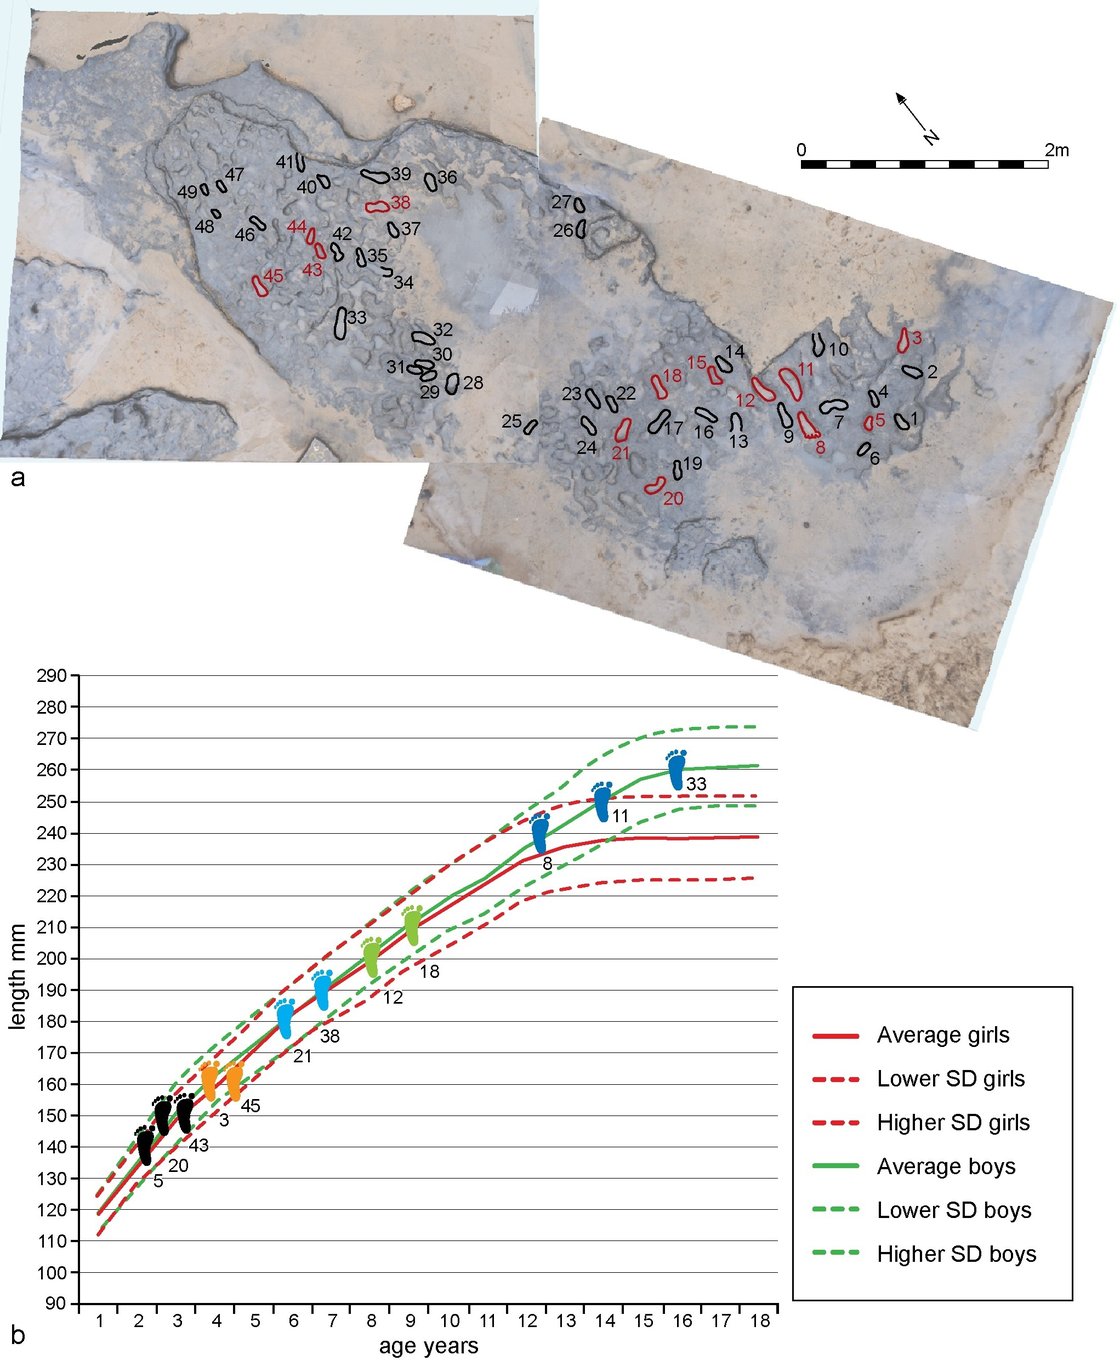 0 2m
N
41 39 36
49 47 40 38
48 46 44 42 37
43 35 34
45
33
32
31 30
29 28
27
26
25
10 3
14 2
15 11
18 12 4
23 22 7 5 1
24 21 17 16 13 9 8 6
19
20
a
290
280
270
260
250
240
230
220
210
200
190
180
170
160
150
140
130
120
110
100
90
length mm
33
11
8
18
12
38
21
45
3
43
20
5
1 2 3 4 5 6 7 8 9 10 11 12 13 14 15 16 17 18
age years
b
Average girls
Lower SD girls
Higher SD girls
Average boys
Lower SD boys
Higher SD boys